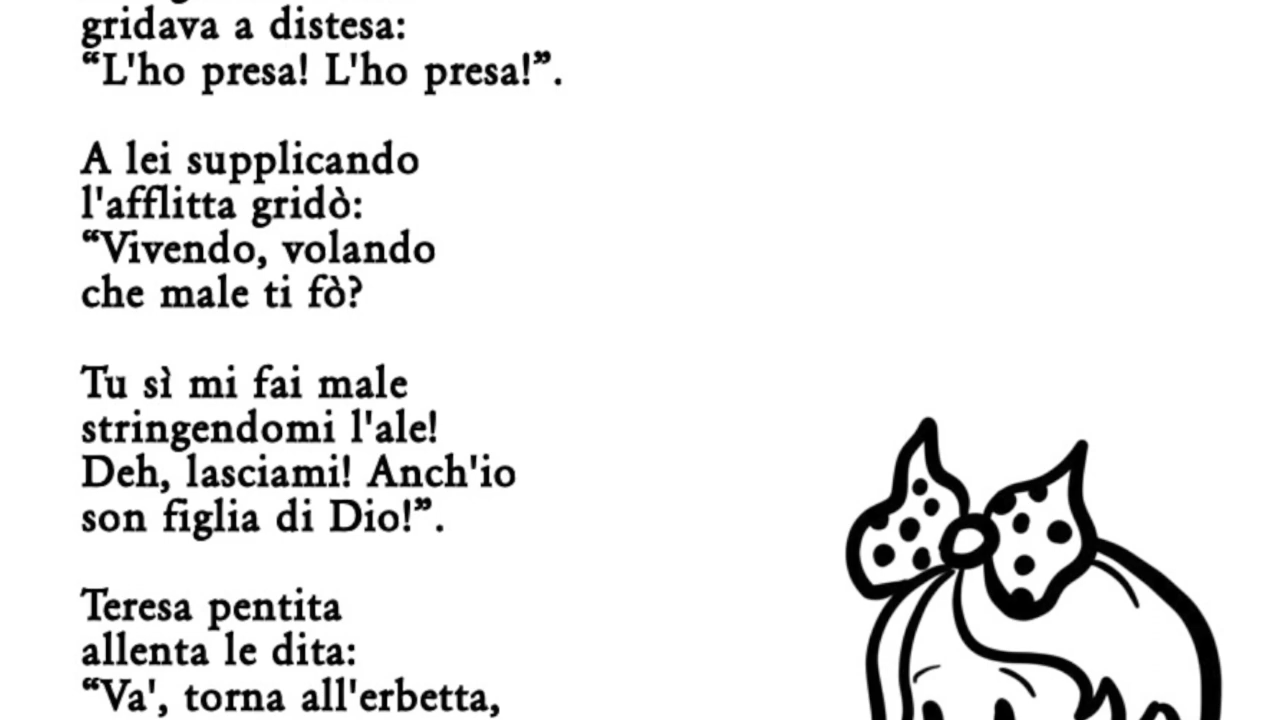 gridava a distesa:
“L'ho presa! L'ho presa!”.
A lei supplicando
l'afflitta gridò:
“Vivendo, volando
che male ti fò?
Tu sì mi fai male
stringendomi l'ale!
Deh, lasciami! Anch'io
son figlia di Dio!”.
Teresa pentita
allenta le dita:
“Va', torna all'erbetta,